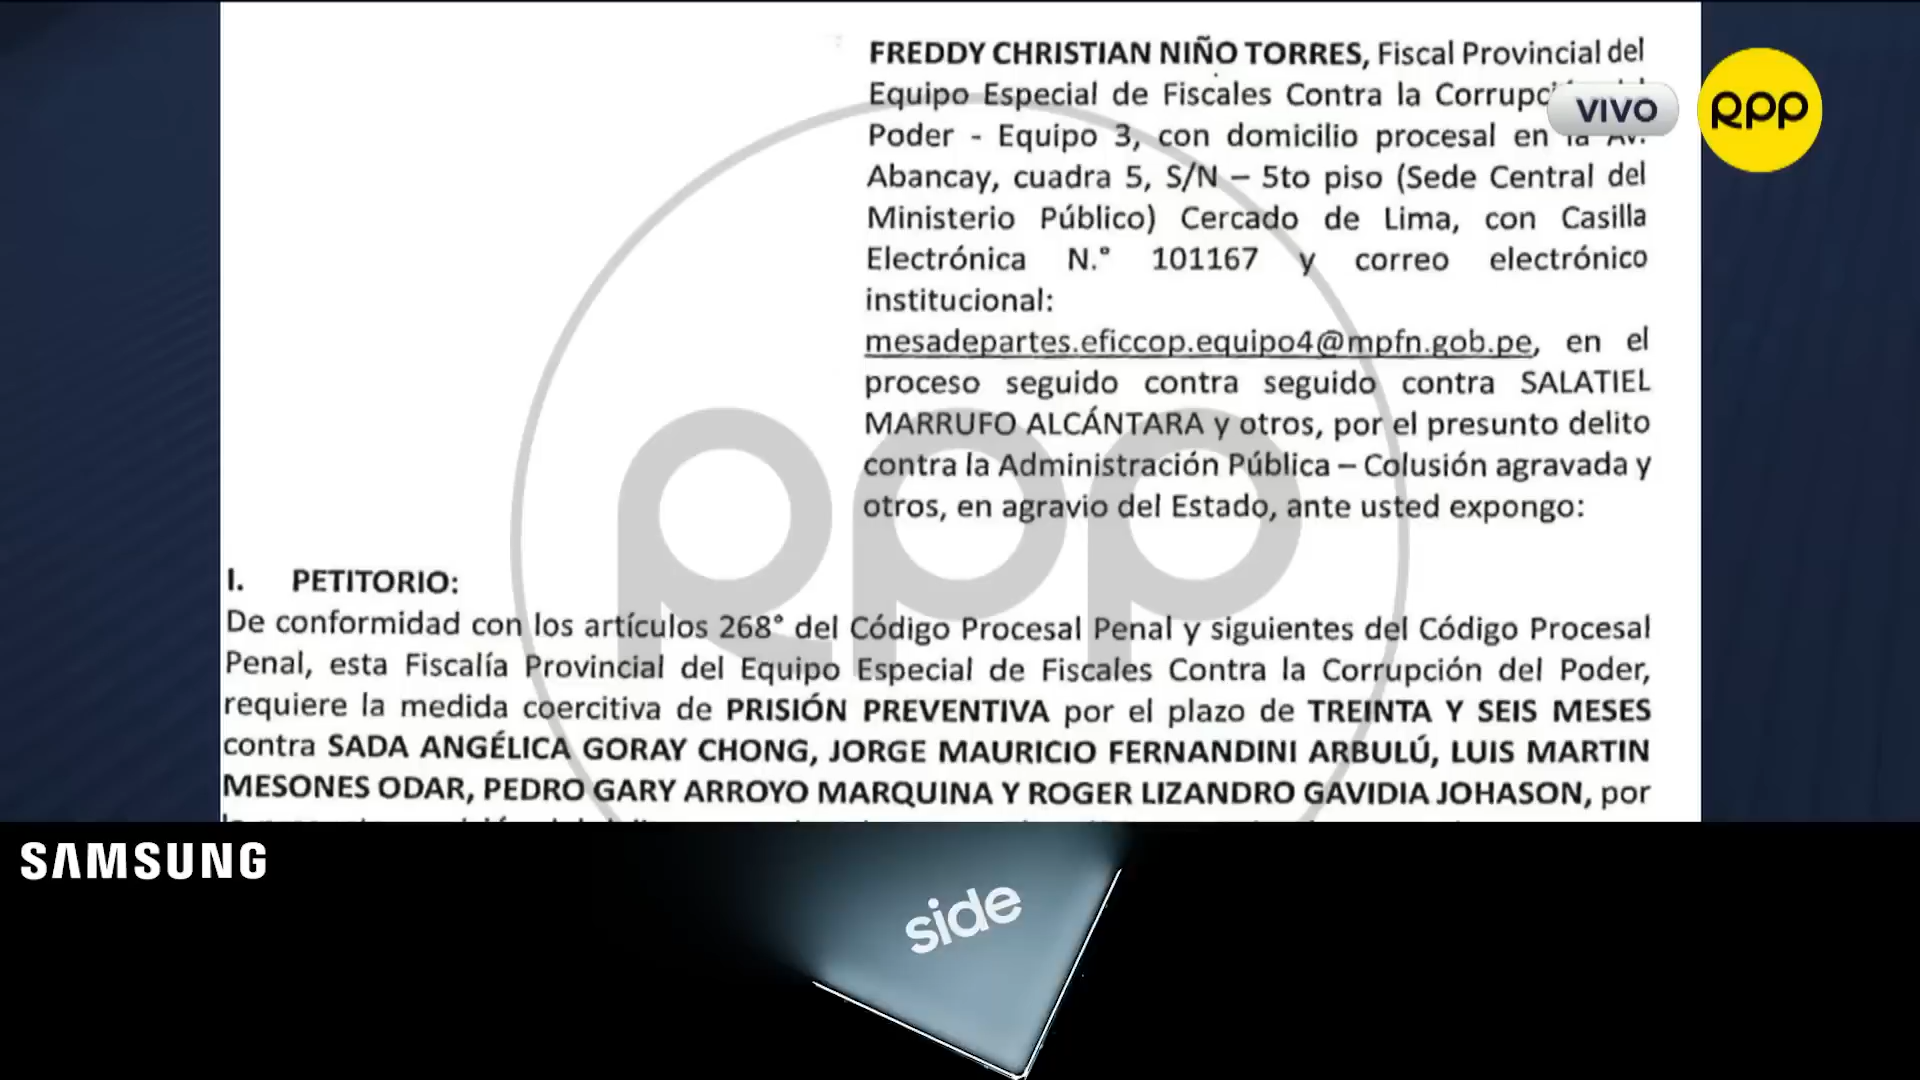 FREDDY CHRISTIAN NIÑO TORRES, Fiscal Provincial del
Equipo Especial de Fiscales Contra la
VIVO
rpp
Poder - Equipo 3, con domicilio procesal en la Av.
Abancay, cuadra 5, S/N – 5to piso (Sede Central del
Ministerio Público) Cercado de Lima, con Casilla
Electrónica N.° 101167 y correo electrónico
institucional:
mesadepartes.eficcop.equipo4@mpfn.gob.pe, en el
proceso seguido contra seguido contra SALATIEL
MARRUFO ALCÁNTARA y otros, por el presunto delito
contra la Administración Pública – Colusión agravada y
otros, en agravio del Estado, ante usted expongo:
rpp
I. PETITORIO:
De conformidad con los artículos 268° del Código Procesal Penal y siguientes del Código Procesal
Penal, esta Fiscalía Provincial del Equipo Especial de Fiscales Contra la Corrupción del Poder,
requiere la medida coercitiva de PRISIÓN PREVENTIVA por el plazo de TREINTA Y SEIS MESES
contra SADA ANGÉLICA GORAY CHONG, JORGE MAURICIO FERNANDINI ARBULÚ, LUIS MARTIN
MESONES ODAR, PEDRO GARY ARROYO MARQUINA Y ROGER LIZANDRO GAVIDIA JOHASON, por
SAMSUNG
side